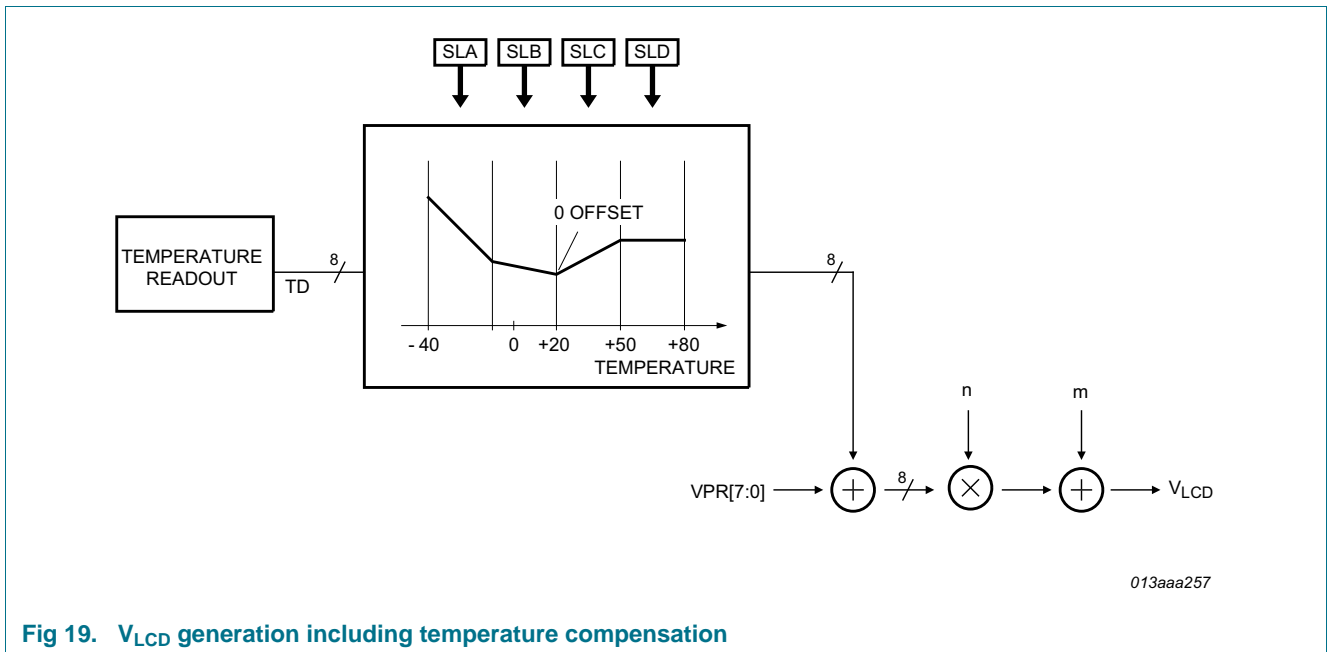 SLA SLB SLC SLD
0 OFFSET
TEMPERATURE
READOUT
TD
8
- 40 0 +20 +50 +80
TEMPERATURE
8
n m
VPR[7:0] + 8 × + VLCD
013aaa257
Fig 19. VLCD generation including temperature compensation